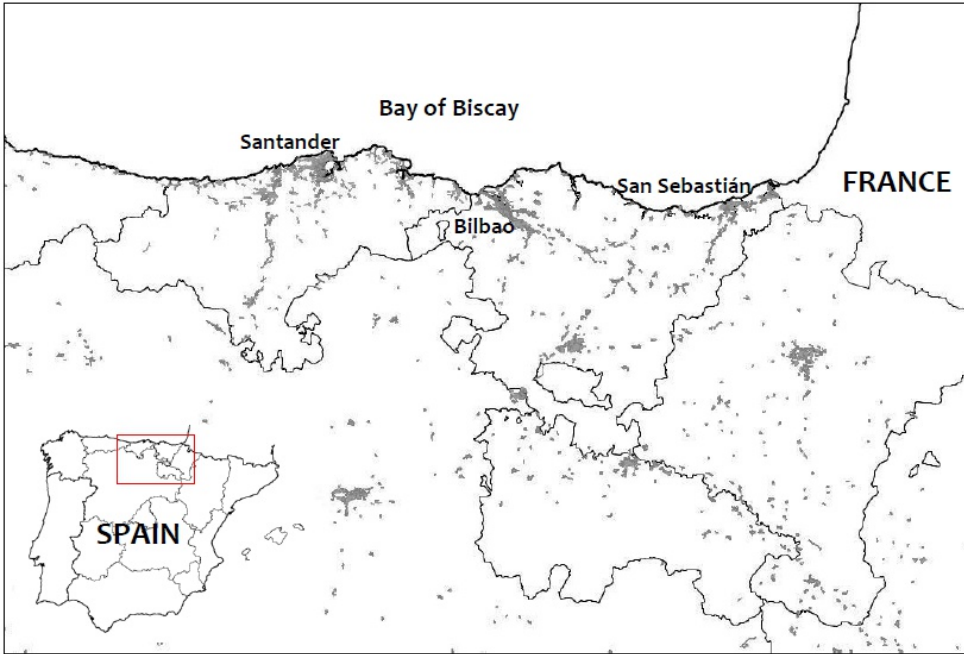 Bay of Biscay
Santander
San Sebastián
FRANCE
Bilbao
SPAIN